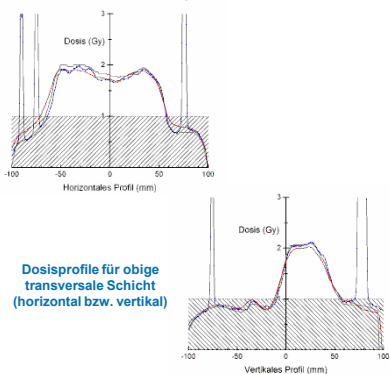 Dosis (Gy)
3
2
1
-100 -50 0 50 100
Horizontales Profil (mm)
3
Dosis (Gy)
2
1
-100 -50 0 50 100
Vertikales Profil (mm)
Dosisprofile für obige
transversale Schicht
(horizontal bzw. vertikal)